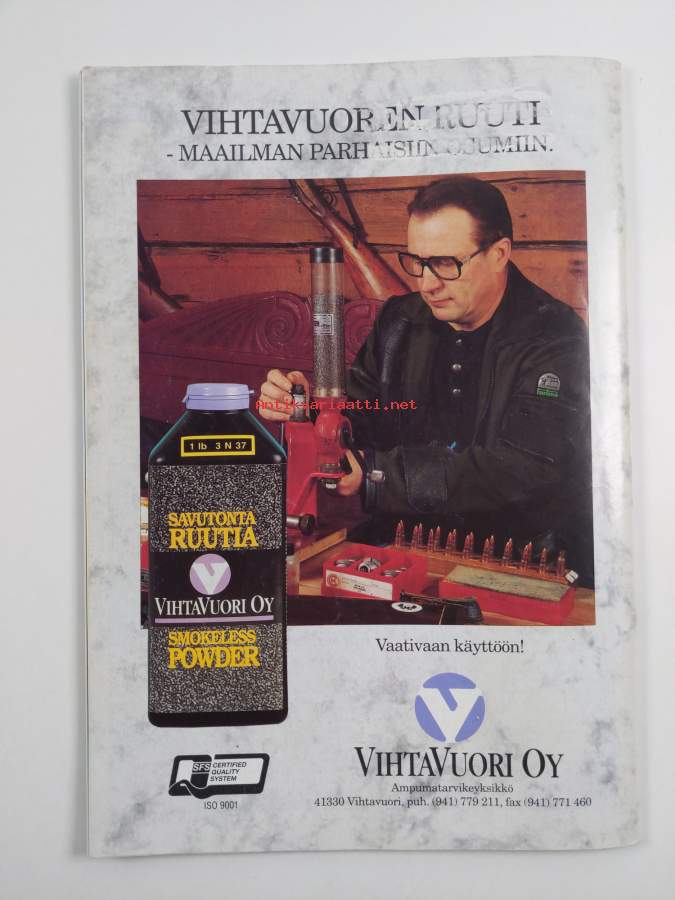 VIHTAVUOREN RUUTI
- MAAILMAN PARHAISIIN OSUMIIN.
Antikvariaatti.net
1 lb 3 N 37
SAVUTONTA
RUUTIA
VIHTAVUORI OY
SMOKELESS
POWDER
Vaativaan käyttöön!
VIHTAVUORI OY
Ampumatarvikeyksikkö
41330 Vihtavuori, puh. (941) 779 211, fax (941) 771 460
SFS CERTIFIED
QUALITY
SYSTEM
ISO 9001